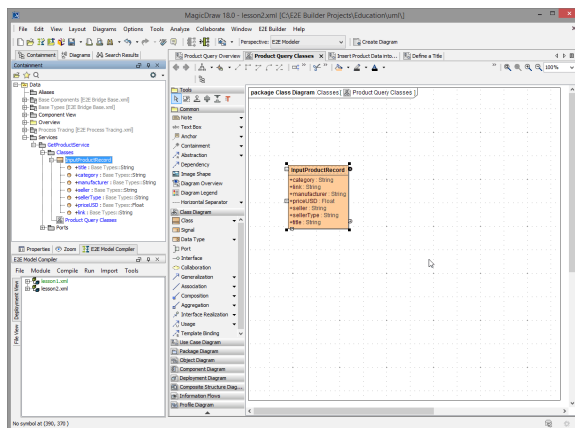 MagicDraw 18.0 - lesson2.xml [C:\E2E Builder Projects\Education\uml\]
File Edit View Layout Diagrams Options Tools Analyze Collaborate Window E2E Builder Help
Perspective: E2E Modeler Create Diagram
Containment Diagrams Search Results
Product Query Overview Product Query Classes Insert Product Data into... Define a Title
Containment
100%
Data
Aliases
Base Components [E2E Bridge Base.xml]
Base Types [E2E Bridge Base.xml]
Component View
Overview
Process Tracing [E2E Process Tracing.xml]
Services
GetProductService
Classes
InputProductRecord
+title : Base Types::String
+category : Base Types::String
+manufacturer : Base Types::String
+seller : Base Types::String
+sellerType : Base Types::String
+priceUSD : Base Types::Float
+link : Base Types::String
Product Query Classes
Ports
Properties Zoom E2E Model Compiler
E2E Model Compiler
File Module Compile Run Import Tools
Deployment View
File View
lesson1.xml
lesson2.xml
Tools
Common
Note
Text Box
Anchor
Containment
Abstraction
Dependency
Image Shape
Diagram Overview
Diagram Legend
Horizontal Separator
Class Diagram
Class
Signal
Data Type
Port
Interface
Collaboration
Generalization
Association
Composition
Aggregation
Interface Realization
Usage
Template Binding
Use Case Diagram
Package Diagram
Object Diagram
Component Diagram
Deployment Diagram
Composite Structure Diag...
Information Flows
Profile Diagram
package Class Diagram Classes[ Product Query Classes ]
InputProductRecord
+category : String
+link : String
+manufacturer : String
+priceUSD : Float
+seller : String
+sellerType : String
+title : String
No symbol at (390, 370 )